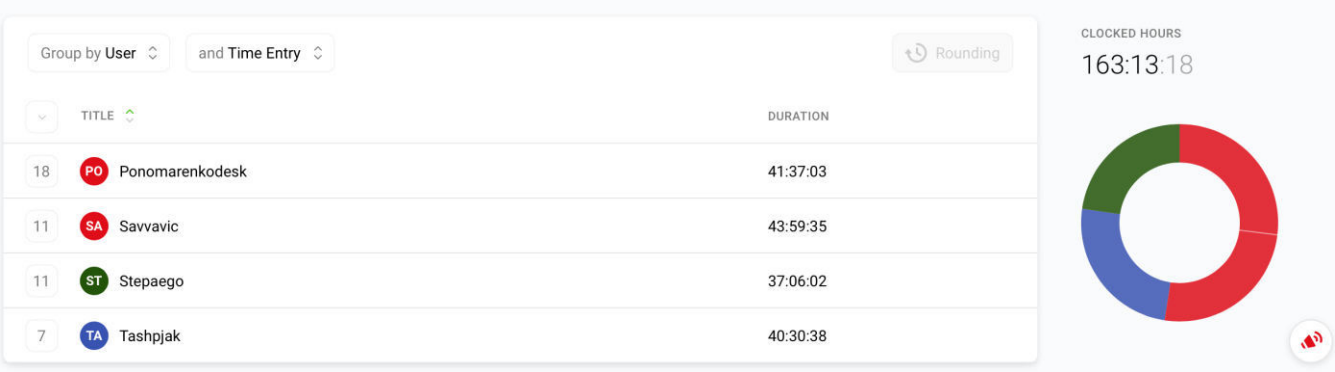 Group by User and Time Entry Rounding
TITLE DURATION
18 PO Ponomarenkodesk 41:37:03
11 SA Savvavic 43:59:35
11 ST Stepaego 37:06:02
7 TA Tashpjak 40:30:38
CLOCKED HOURS
163:13:18